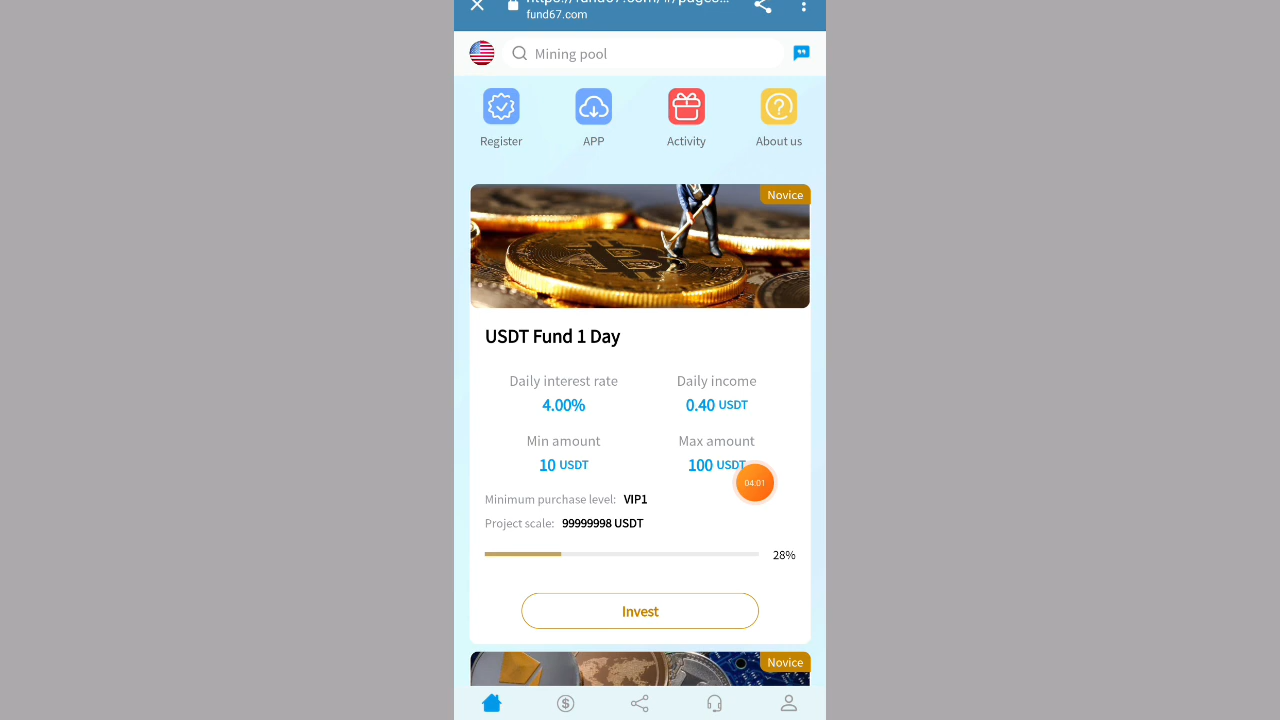 fund67.com
Mining pool
Register
APP
Activity
About us
Novice
USDT Fund 1 Day
Daily interest rate
Daily income
4.00%
0.40 USDT
Min amount
Max amount
10 USDT
100 USDT
04:01
Minimum purchase level: VIP1
Project scale: 99999998 USDT
28%
Invest
Novice